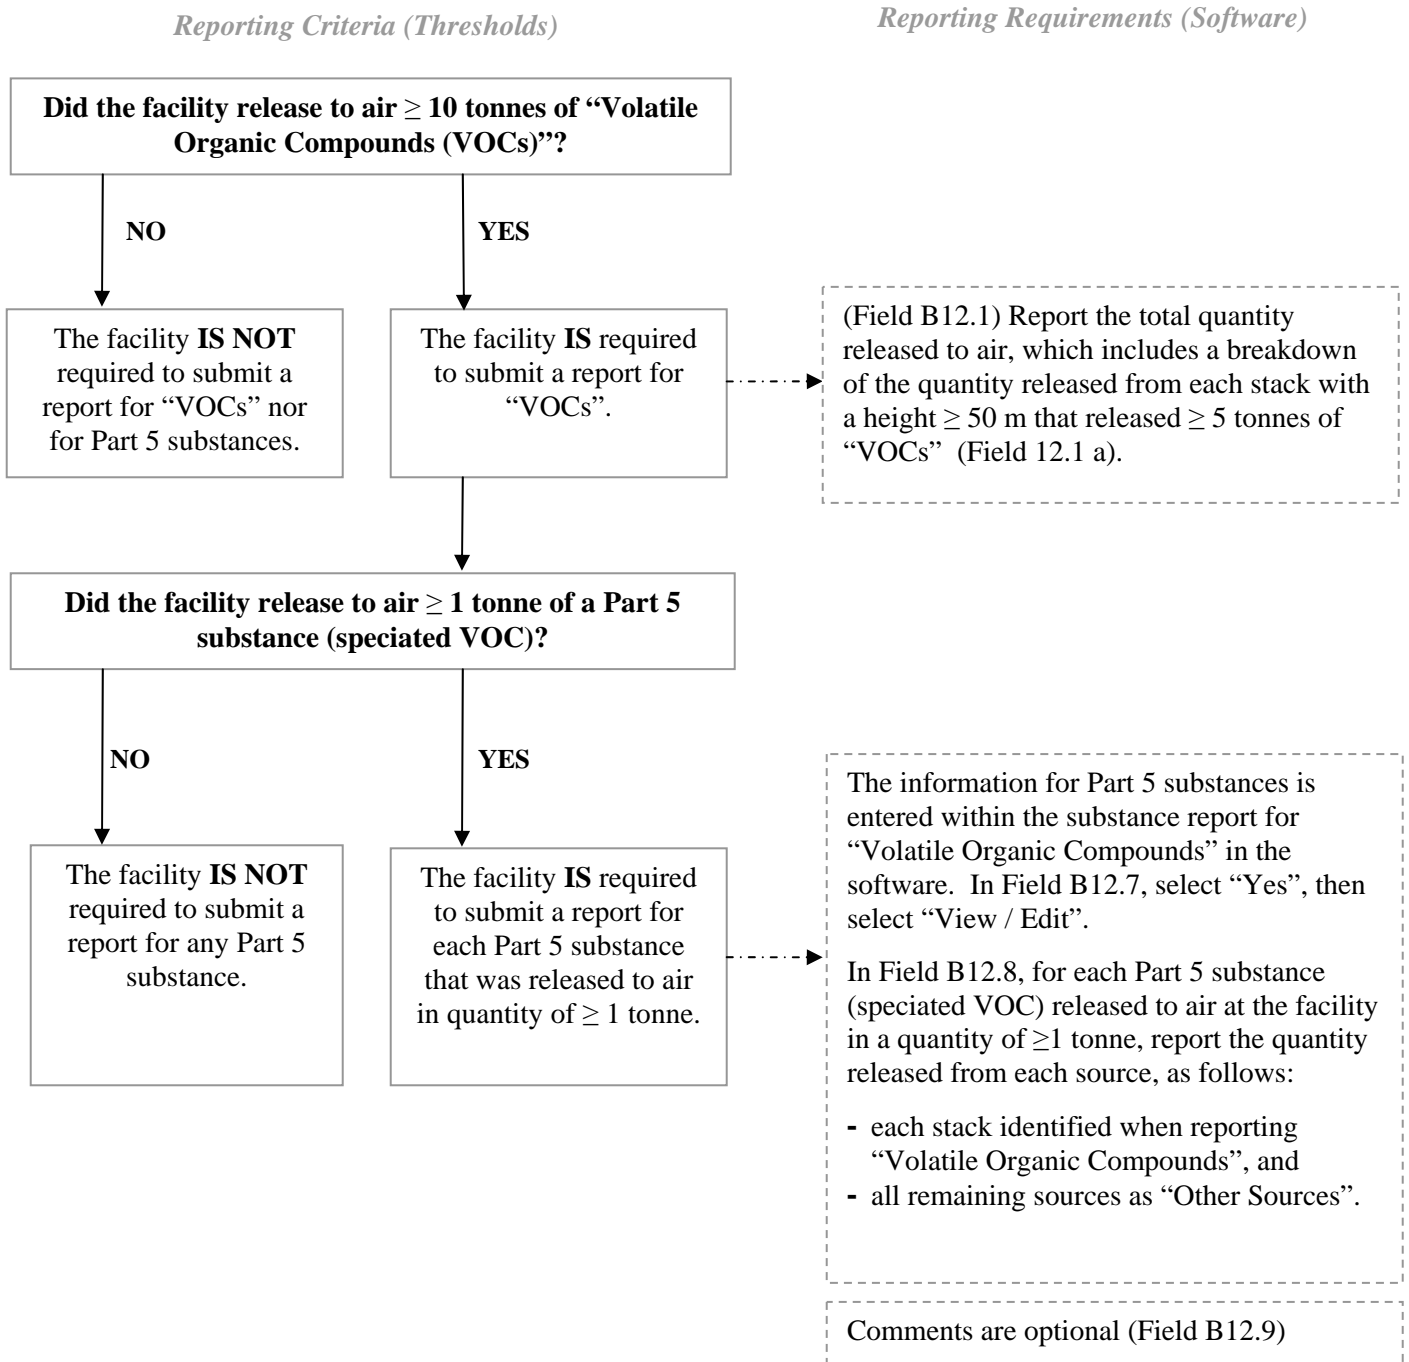 Reporting Criteria (Thresholds)
Reporting Requirements (Software)
Did the facility release to air ≥ 10 tonnes of “Volatile
Organic Compounds (VOCs)”?
NO
YES
The facility IS NOT
required to submit a
report for “VOCs” nor
for Part 5 substances.
The facility IS required
to submit a report for
“VOCs”.
(Field B12.1) Report the total quantity
released to air, which includes a breakdown
of the quantity released from each stack with
a height ≥ 50 m that released ≥ 5 tonnes of
“VOCs”  (Field 12.1 a).
Did the facility release to air ≥ 1 tonne of a Part 5
substance (speciated VOC)?
NO
YES
The facility IS NOT
required to submit a
report for any Part 5
substance.
The facility IS required
to submit a report for
each Part 5 substance
that was released to air
in quantity of ≥ 1 tonne.
The information for Part 5 substances is
entered within the substance report for
“Volatile Organic Compounds” in the
software.  In Field B12.7, select “Yes”, then
select “View / Edit”.
In Field B12.8, for each Part 5 substance
(speciated VOC) released to air at the facility
in a quantity of ≥1 tonne, report the quantity
released from each source, as follows:
- each stack identified when reporting
“Volatile Organic Compounds”, and
- all remaining sources as “Other Sources”.
Comments are optional (Field B12.9)